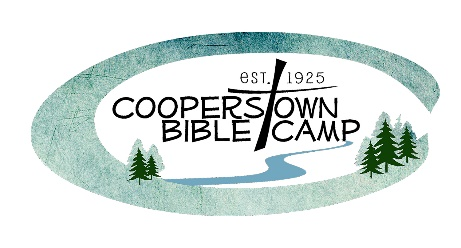 est. 1925
COOPERSTOWN
BIBLE CAMP